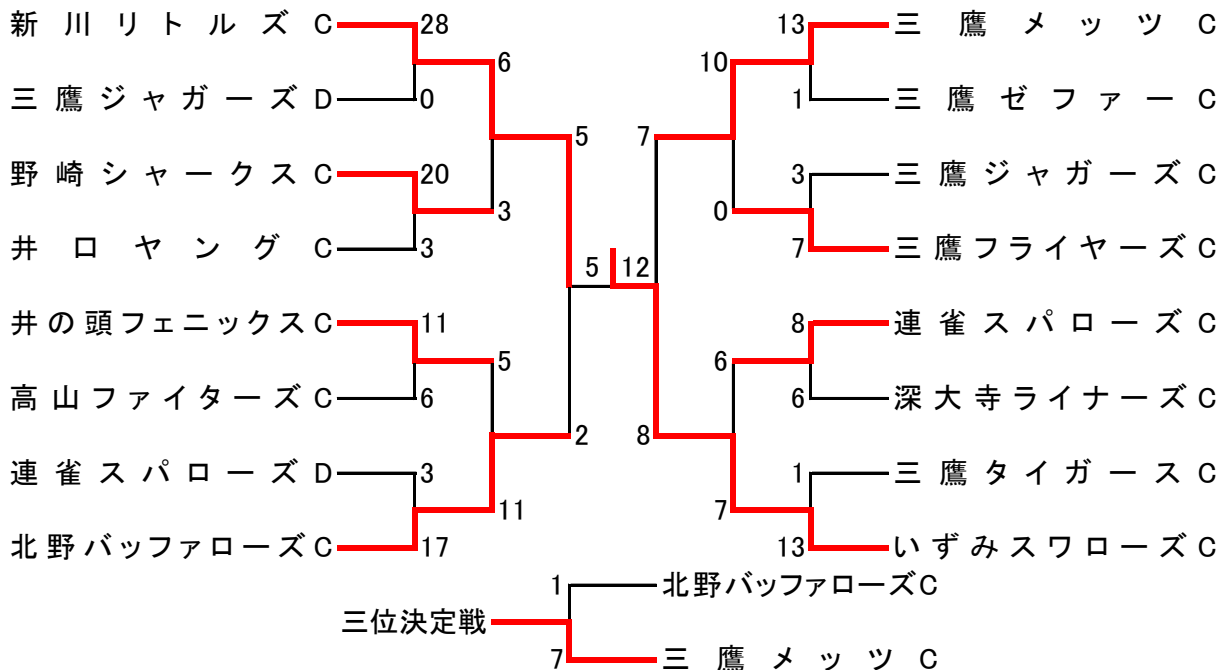 新川リトルズC 28 13 三鷹メッツC
6 10
三鷹ジャガーズD 0 1 三鷹ゼファーC
5 7
野崎シャークスC 20 3 三鷹ジャガーズC
3 0
井口ヤングC 3 7 三鷹フライヤーズC
5 12
井の頭フェニックスC 11 8 連雀スパローズC
5 6
高山ファイターズC 6 6 深大寺ライナーズC
2 8
連雀スパローズD 3 1 三鷹タイガースC
11 7
北野バッファローズC 17 13 いずみスワローズC
1 北野バッファローズC
三位決定戦
7 三鷹メッツC